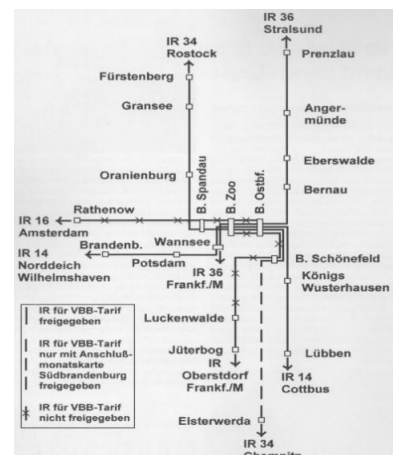 IR 36
Stralsund
IR 34
Rostock
Prenzlau
Fürstenberg
Gransee
Anger-
münde
Eberswalde
Oranienburg
Bernau
B. Spandau
B. Zoo
B. Ostbf.
Rathenow
IR 16
Amsterdam
Wannsee
Brandenb.
IR 14
Norddeich
Wilhelmshaven
Potsdam
B. Schönefeld
IR 36
Frankf./M
Königs
Wusterhausen
Luckenwalde
IR für VBB-Tarif
freigegeben
IR für VBB-Tarif
nur mit Anschluß-
monatskarte
Südbrandenburg
freigegeben
IR für VBB-Tarif
nicht freigegeben
Jüterbog
Lübben
IR
Oberstdorf
Frankf./M
IR 14
Cottbus
Elsterwerda
IR 34
Chemnitz